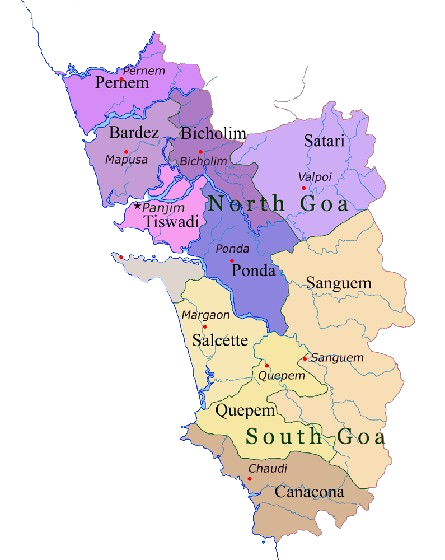 Pernem
Pernem
Bardez
Bicholim
Satari
Mapusa
Bicholim
Valpoi
Panjim
North Goa
Tiswadi
Ponda
Ponda
Sanguem
Margaon
Salcette
Sanguem
Quepem
Quepem
South Goa
Chaudi
Canacona